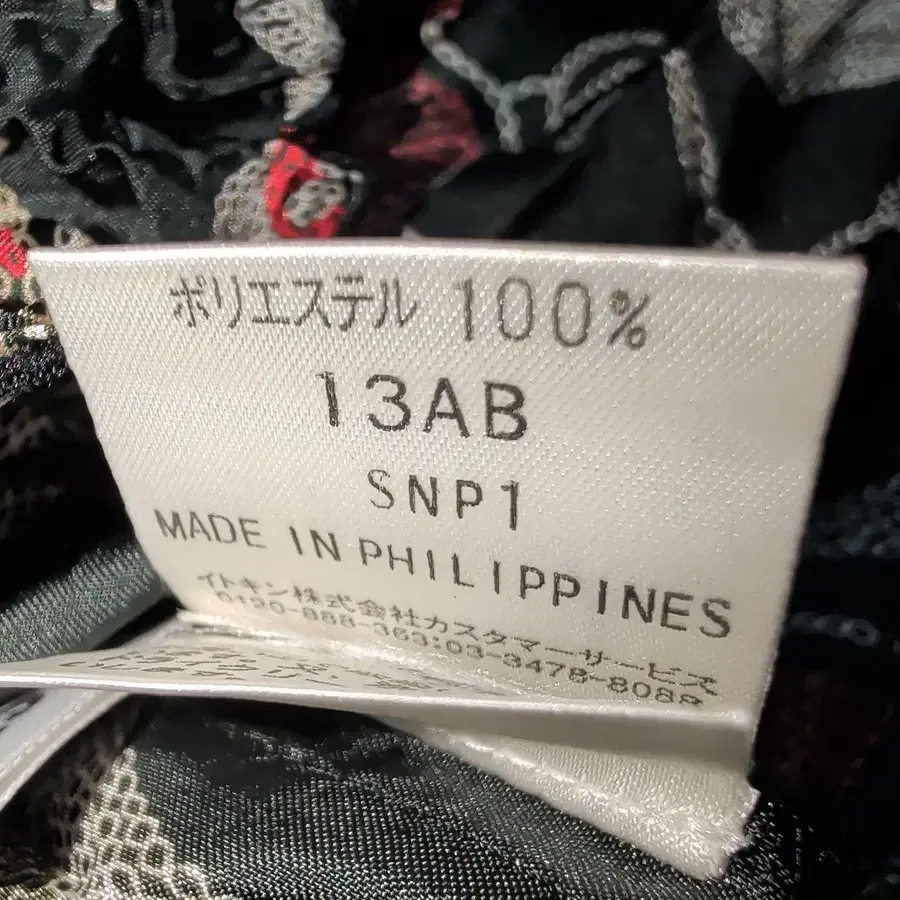 ポリエステル 100%
13AB
SNP1
MADE IN PHILIPPINES
イトキン株式会社カスタマーサービス
0120-888-363:03-3478-8088